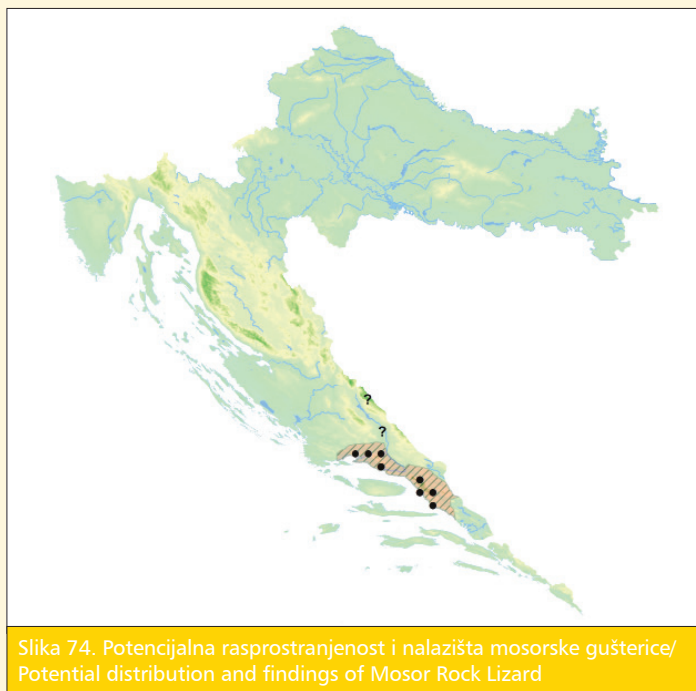 ?
?
Slika 74. Potencijalna rasprostranjenost i nalazišta mosorske gušterice/
Potential distribution and findings of Mosor Rock Lizard